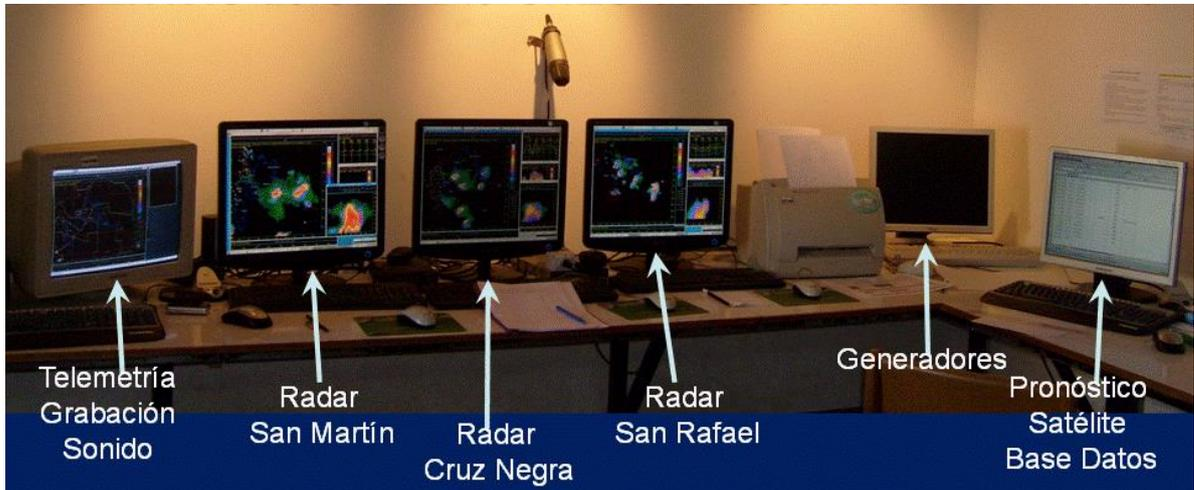 Telemetría
Grabación
Sonido
Radar
San Martín
Radar
Cruz Negra
Radar
San Rafael
Generadores
Pronóstico
Satélite
Base Datos